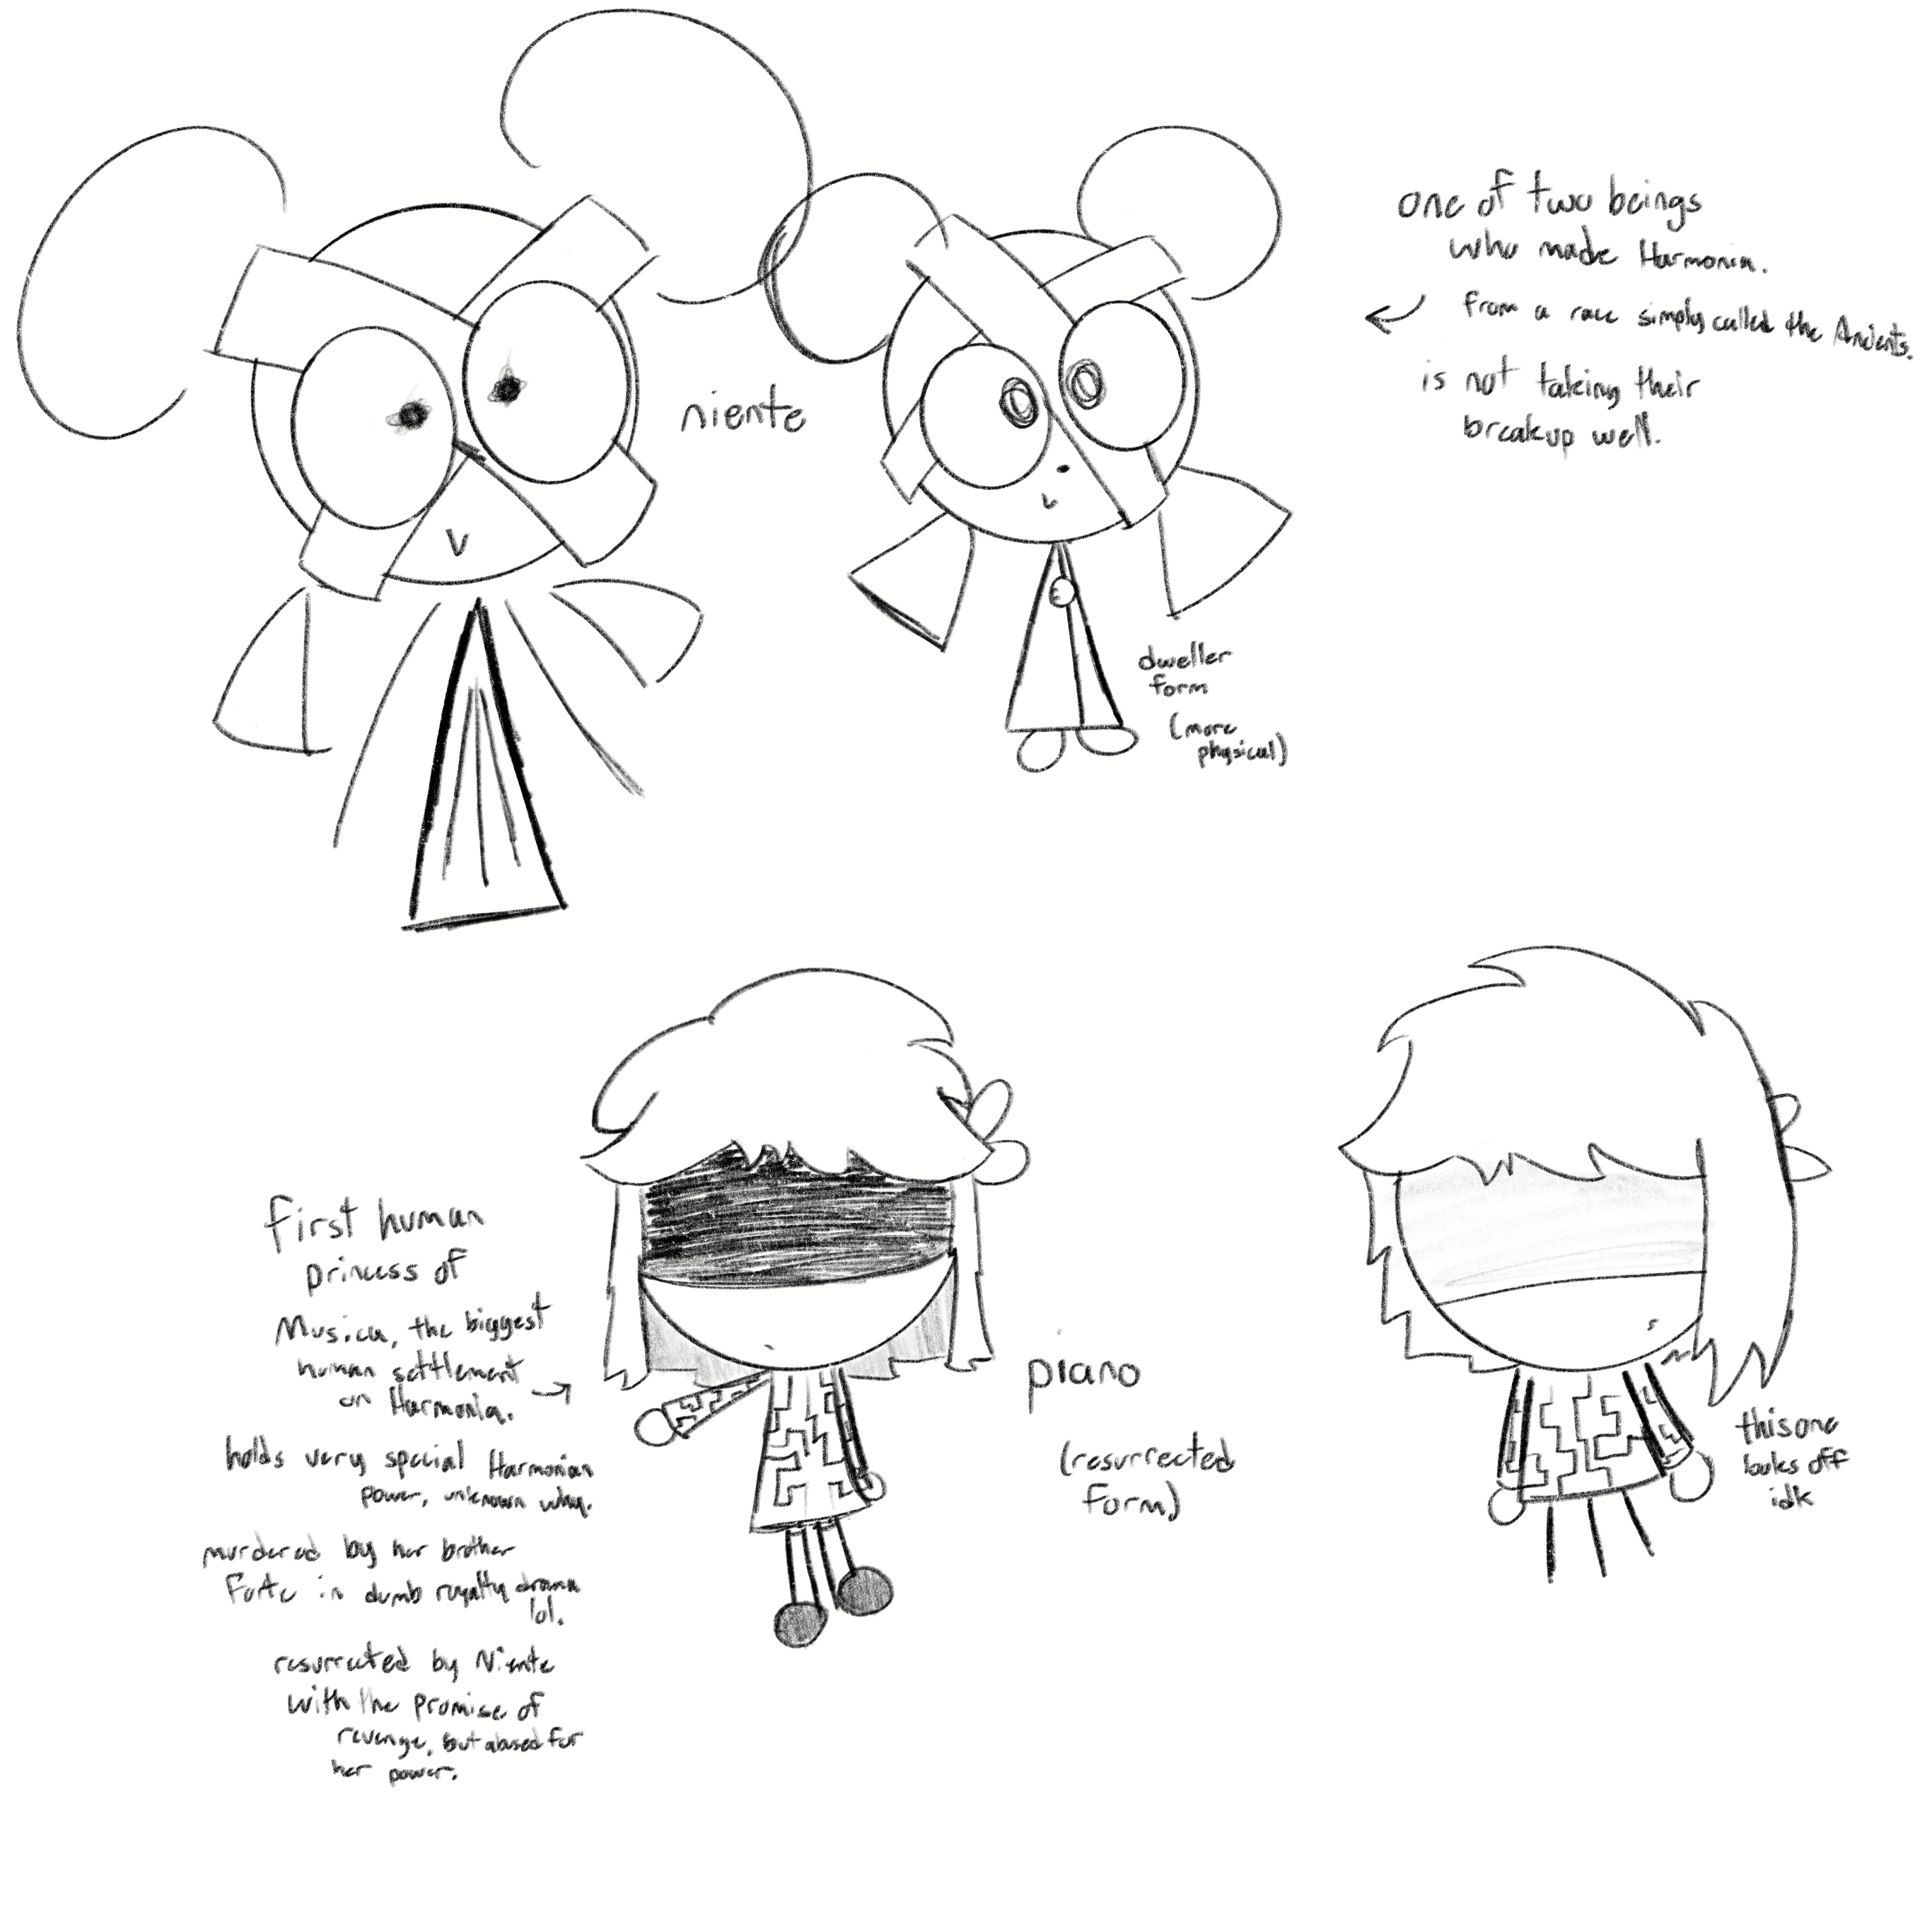 niente
one of two beings
who made Harmonia.
from a race simply called the Ancients.
is not taking their
breakup well.
dweller
form
(more
physical)
first human
princess of
Musica, the biggest
human settlement
on Harmonia.
holds very special Harmonian
power, unknown why.
murdered by her brother
Forte in dumb royalty drama
lol.
resurrected by Niente
with the promise of
revenge, but abused for
her power.
piano
(resurrected
form)
this one
looks off
idk